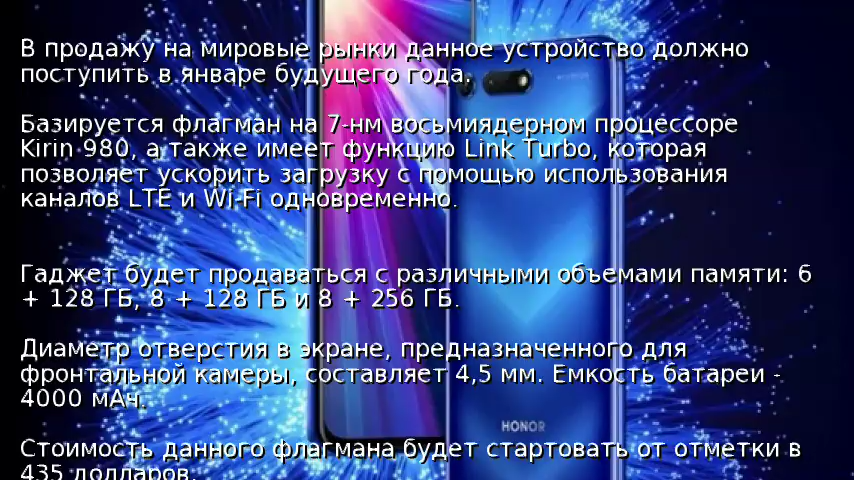 В продажу на мировые рынки данное устройство должно
поступить в январе будущего года.
Базируется флагман на 7-нм восьмиядерном процессоре
Kirin 980, а также имеет функцию Link Turbo, которая
позволяет ускорить загрузку с помощью использования
каналов LTE и Wi-Fi одновременно.
Гаджет будет продаваться с различными объемами памяти: 6
+ 128 ГБ, 8 + 128 ГБ и 8 + 256 ГБ.
Диаметр отверстия в экране, предназначенного для
фронтальной камеры, составляет 4,5 мм. Емкость батареи -
4000 мАч.
HONOR
Стоимость данного флагмана будет стартовать от отметки в
435 долларов.